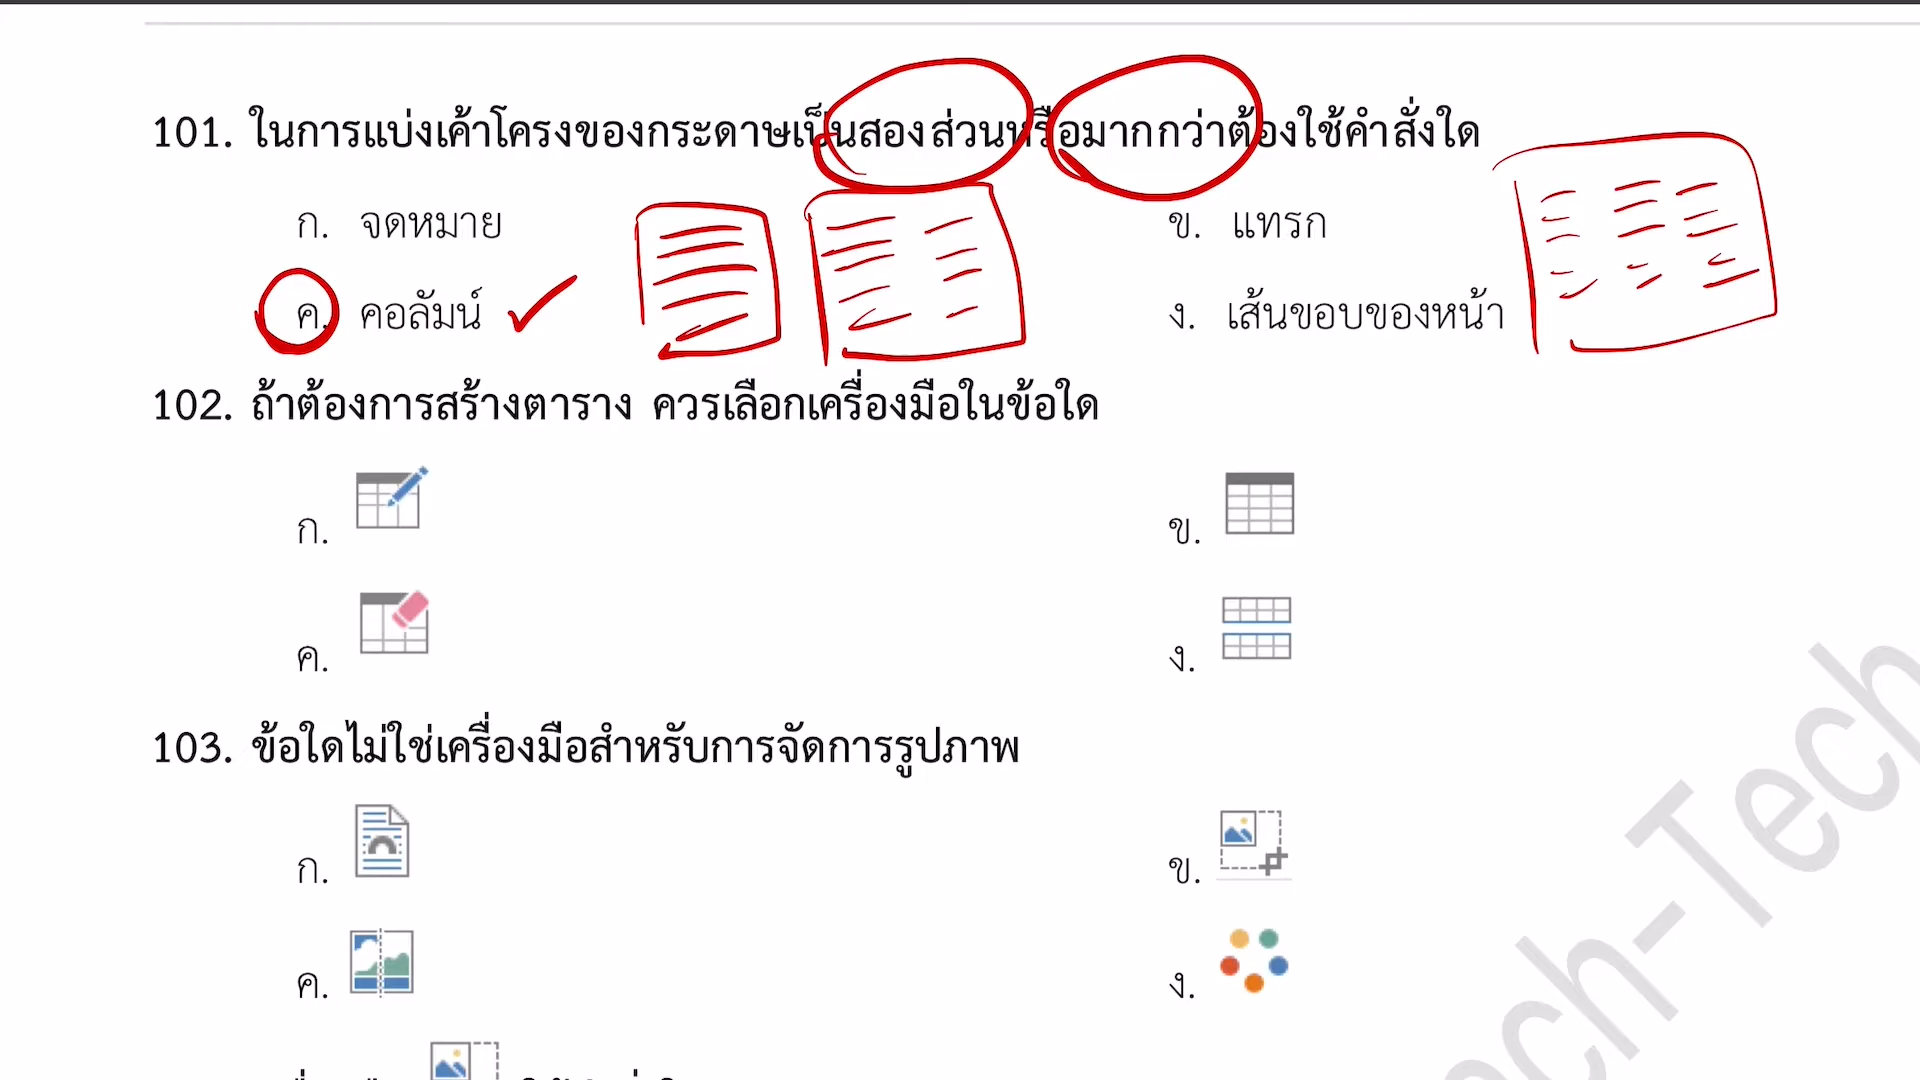 101. ในการแบ่งเค้าโครงของกระดาษเป็นสองส่วนหรือมากกว่าต้องใช้คำสั่งใด
ก. จดหมาย
ข. แทรก
ค. คอลัมน์
ง. เส้นขอบของหน้า
102. ถ้าต้องการสร้างตาราง ควรเลือกเครื่องมือในข้อใด
ก.
ข.
ค.
ง.
103. ข้อใดไม่ใช่เครื่องมือสำหรับการจัดการรูปภาพ
ก.
ข.
ค.
ง.
ech-Tech